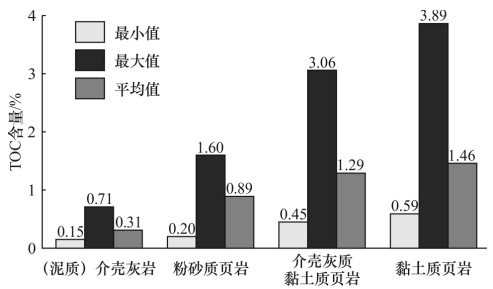 TOC含量/%
4
3
2
1
0
最小值
最大值
平均值
0.15
0.71
0.31
0.20
1.60
0.89
0.45
3.06
1.29
0.59
3.89
1.46
（泥质）介壳灰岩
粉砂质页岩
介壳灰质
黏土质页岩
黏土质页岩